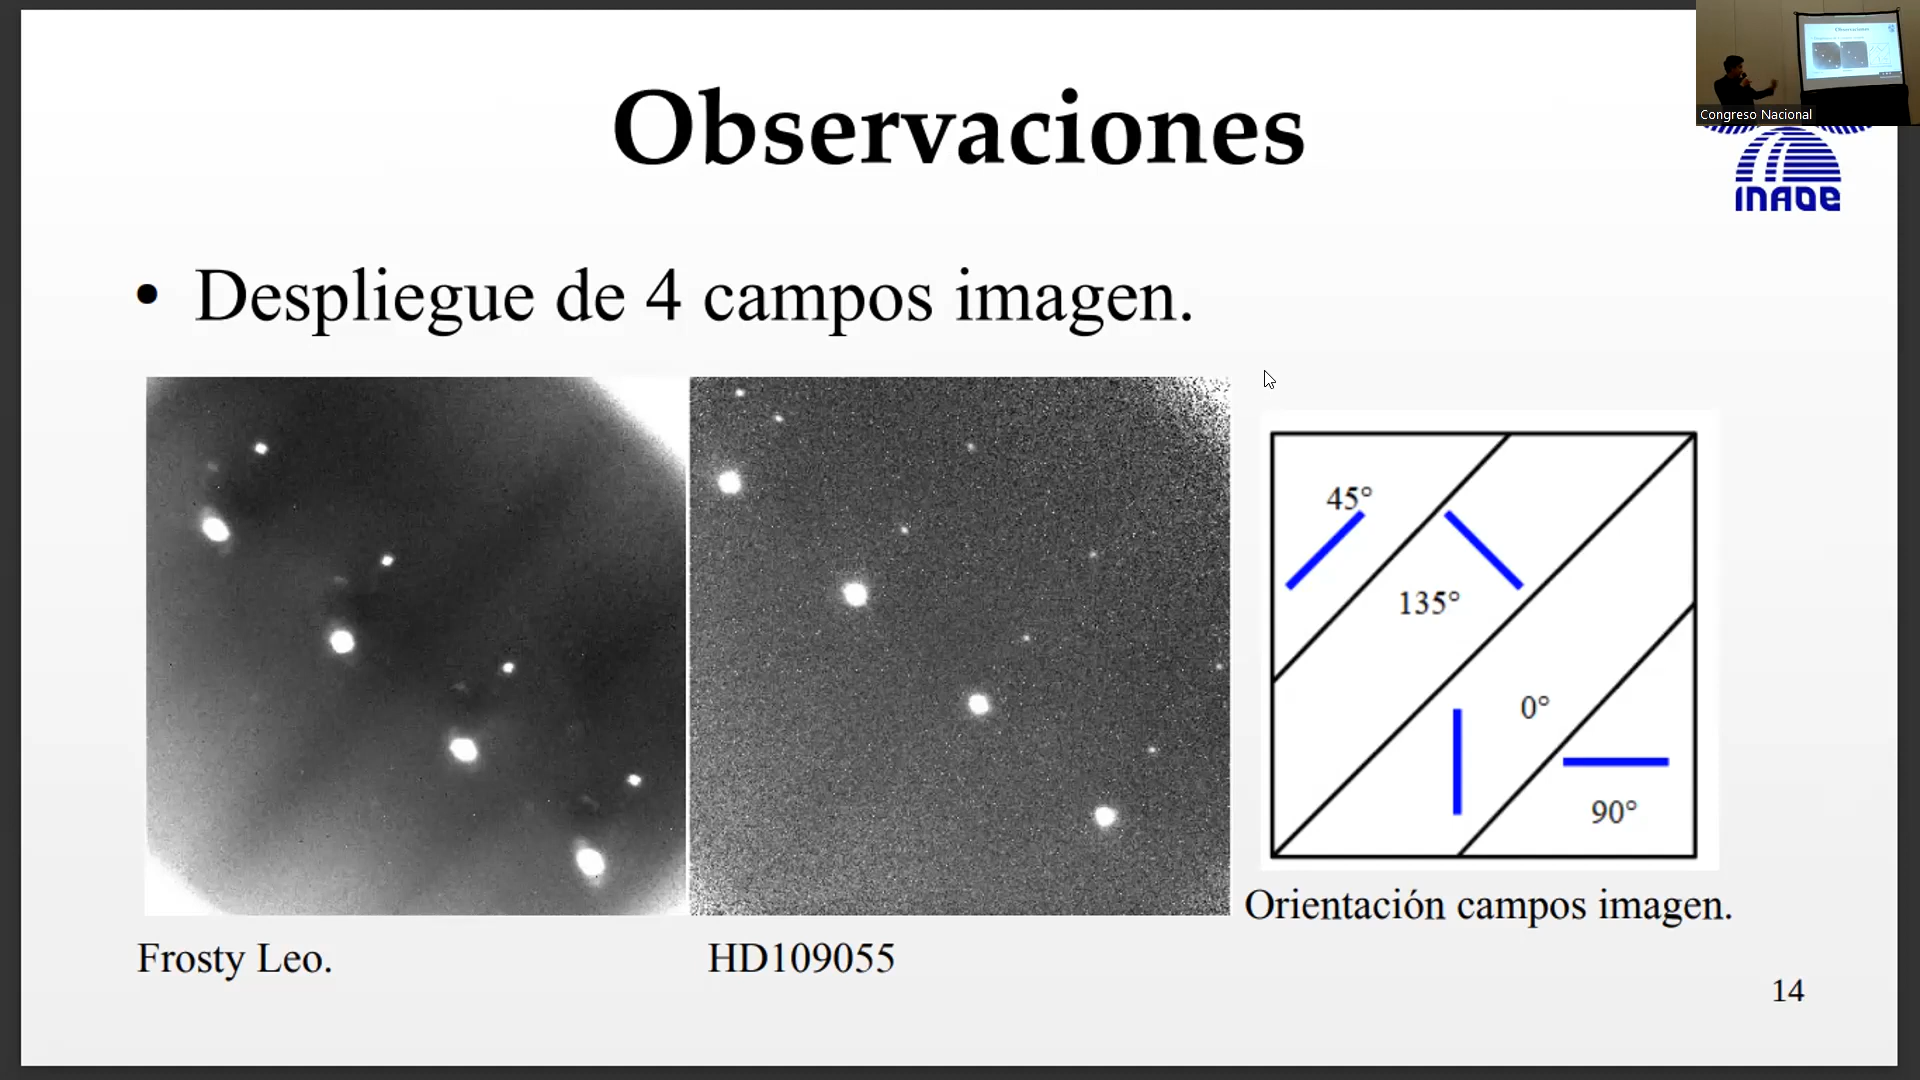 Observaciones
Congreso Nacional
INAOE
• Despliegue de 4 campos imagen.
45°
135°
0°
90°
Orientación campos imagen.
Frosty Leo.
HD109055
14